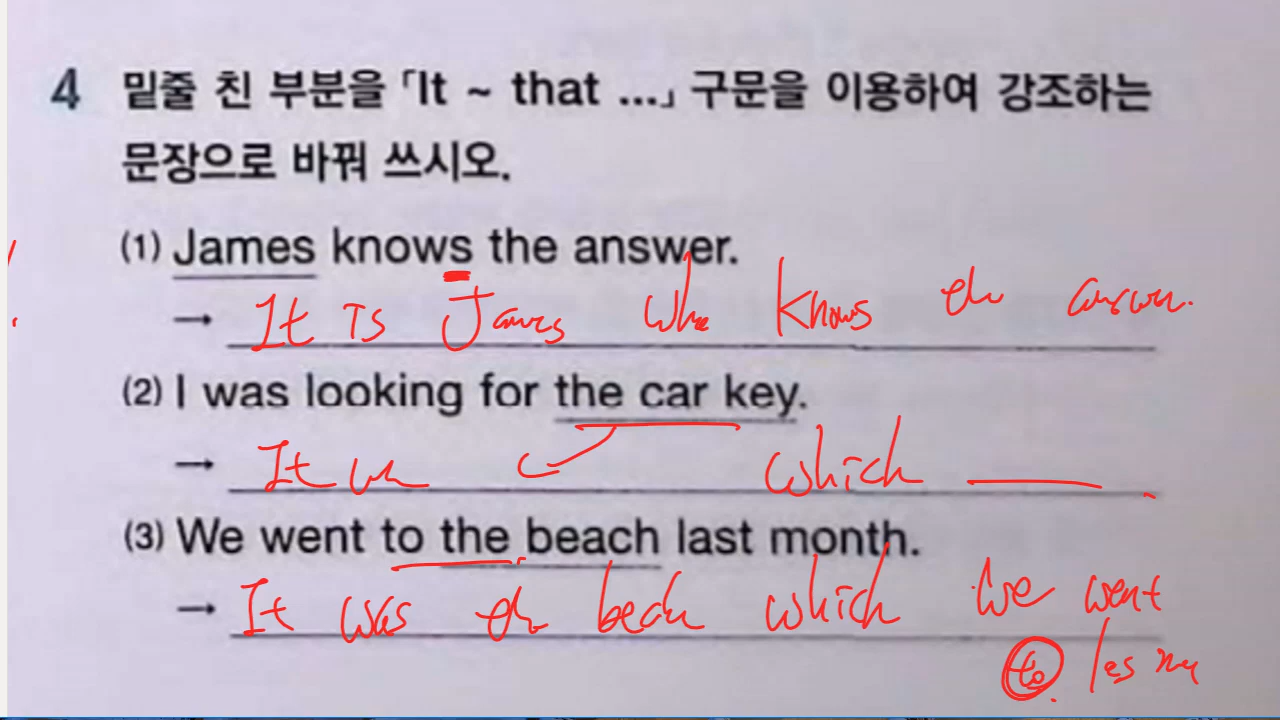 4 밑줄 친 부분을 「It ~ that ...」 구문을 이용하여 강조하는
문장으로 바꿔 쓰시오.
(1) James knows the answer.
→ It is James who knows the answer.
(2) I was looking for the car key.
→ It which
(3) We went to the beach last month.
→ It was the beach which we went
to